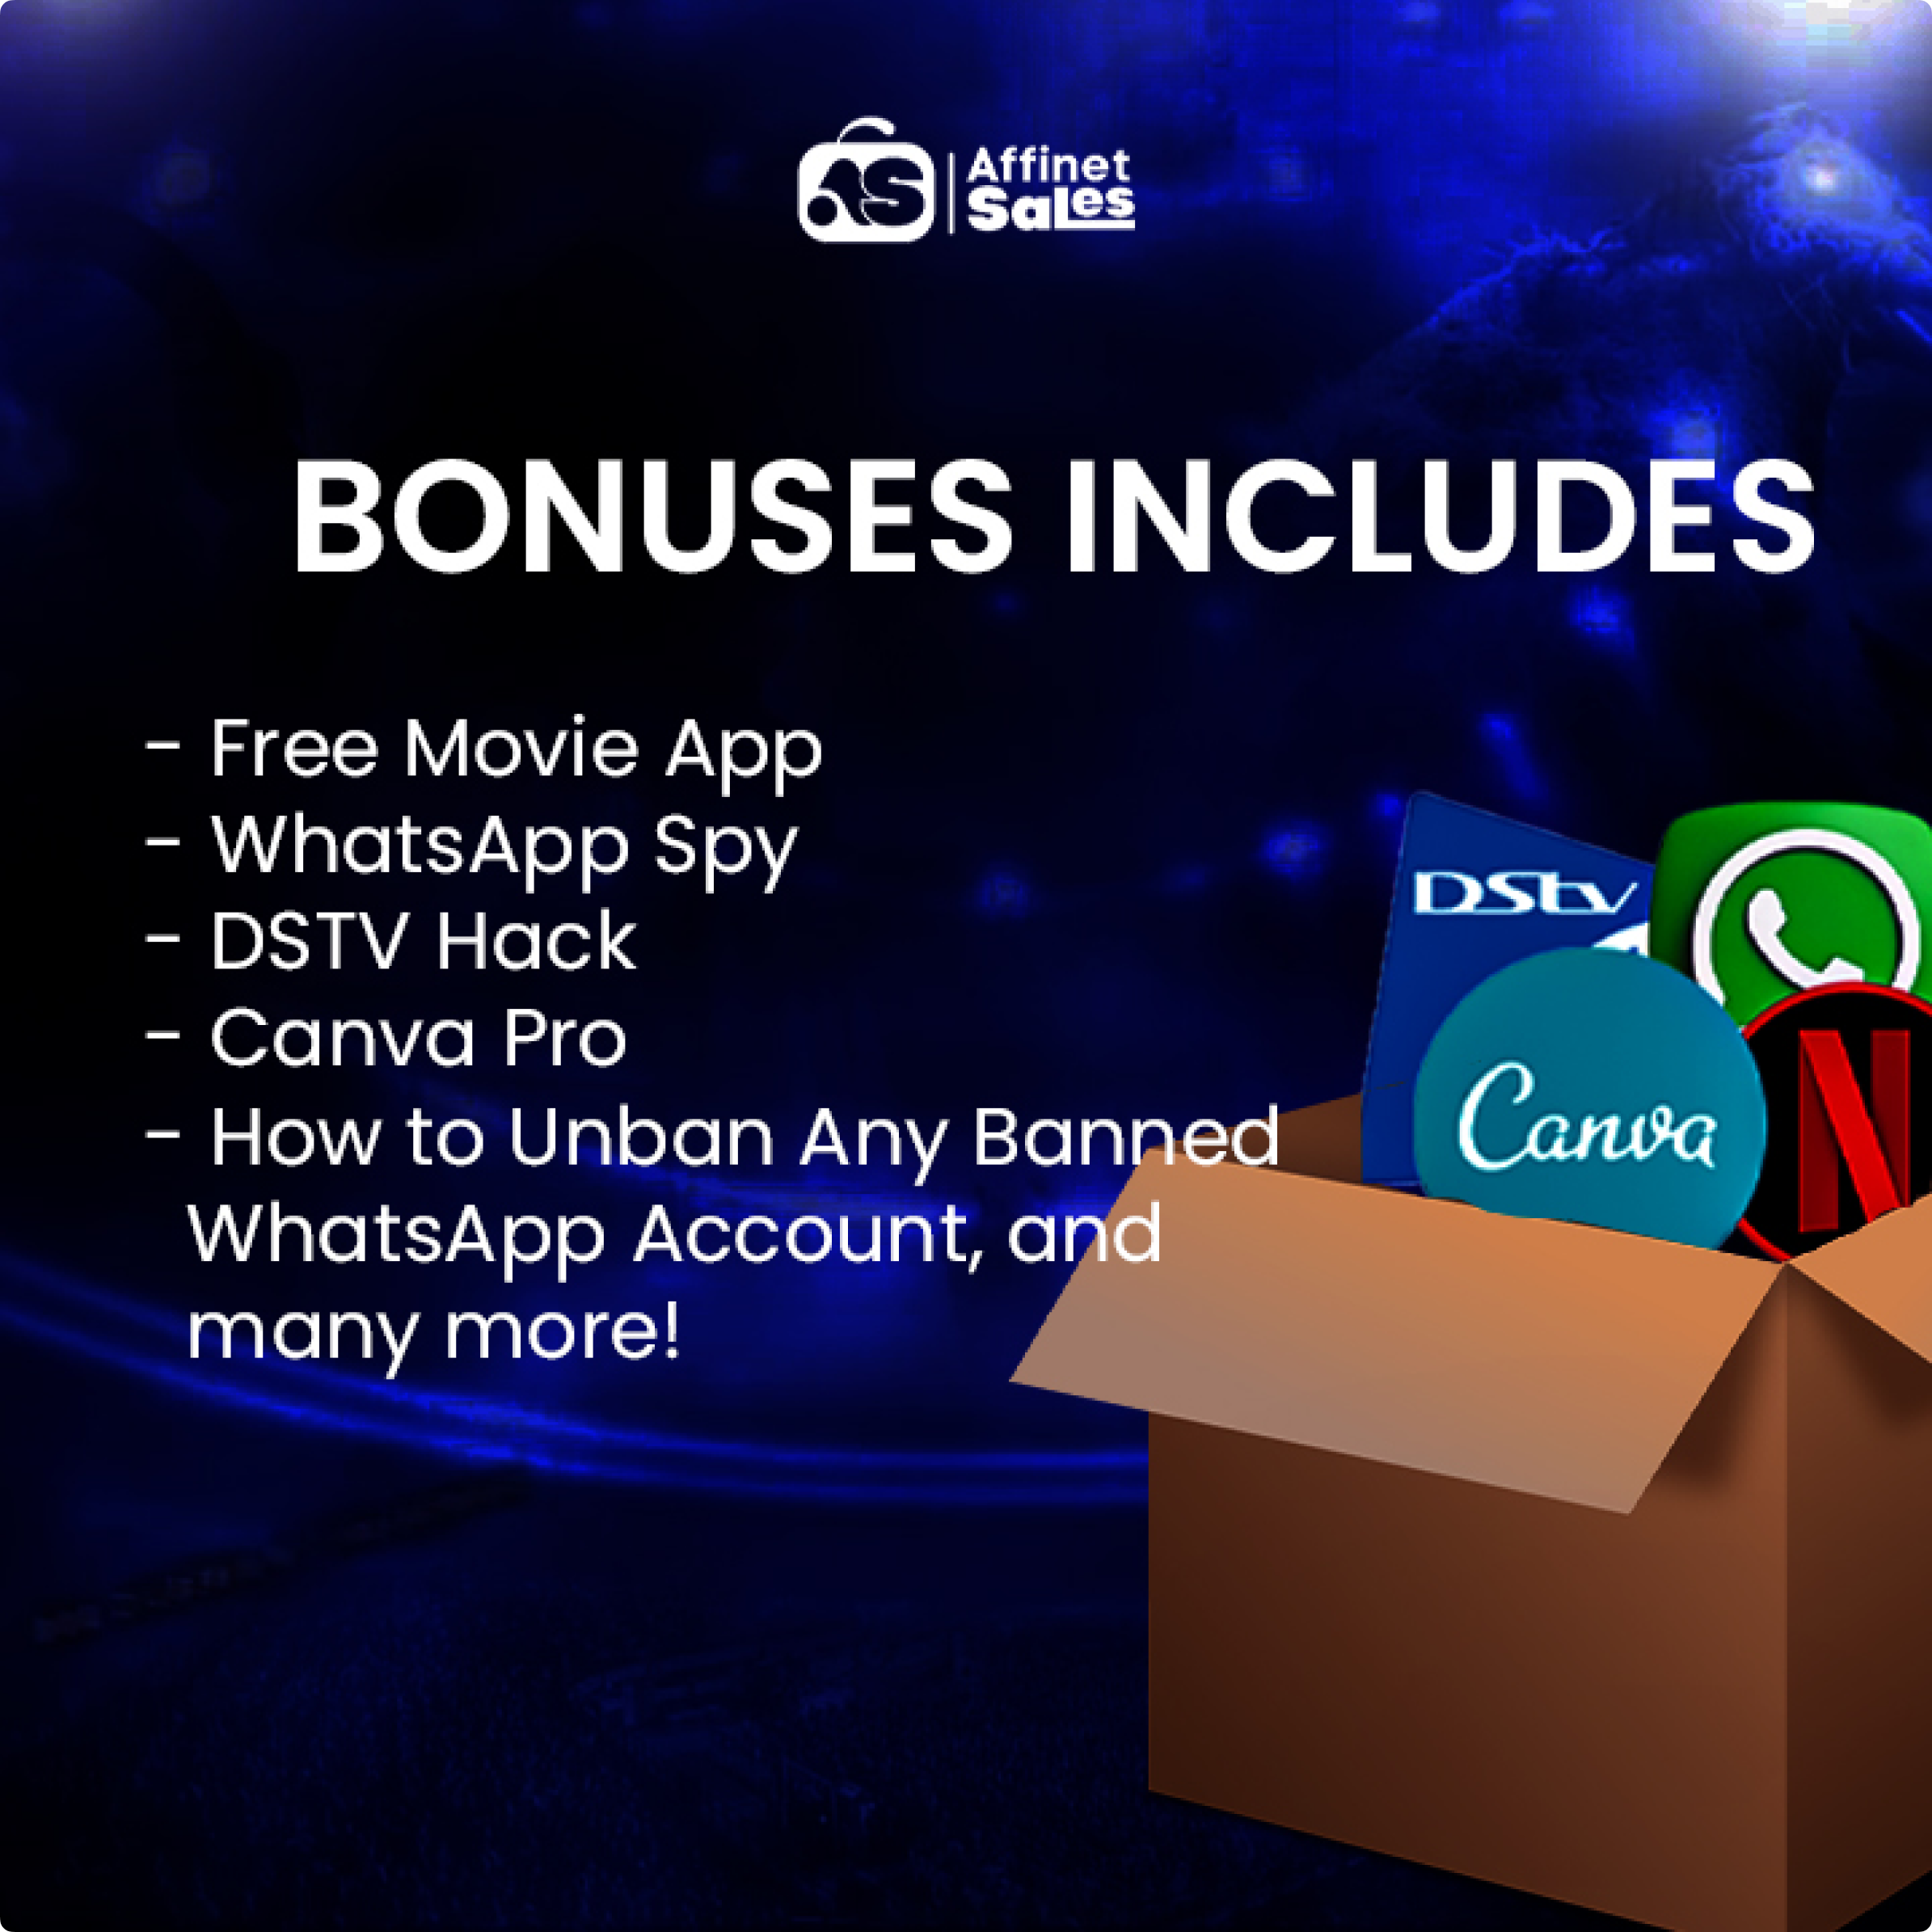 AS
Affinet
Sales
BONUSES INCLUDES
- Free Movie App
- WhatsApp Spy
- DSTV Hack
- Canva Pro
- How to Unban Any Banned
WhatsApp Account, and
many more!
DStv
Canva
N